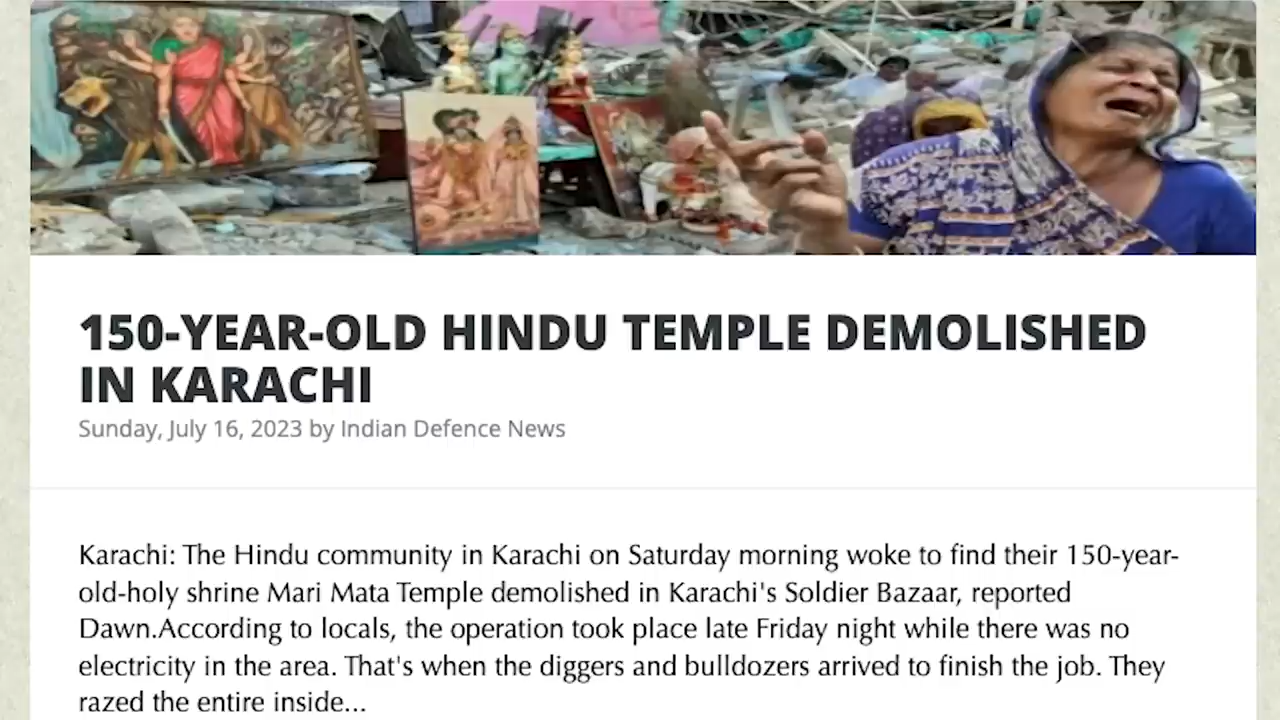 150-YEAR-OLD HINDU TEMPLE DEMOLISHED
IN KARACHI
Sunday, July 16, 2023 by Indian Defence News
Karachi: The Hindu community in Karachi on Saturday morning woke to find their 150-year-
old-holy shrine Mari Mata Temple demolished in Karachi's Soldier Bazaar, reported
Dawn.According to locals, the operation took place late Friday night while there was no
electricity in the area. That's when the diggers and bulldozers arrived to finish the job. They
razed the entire inside...